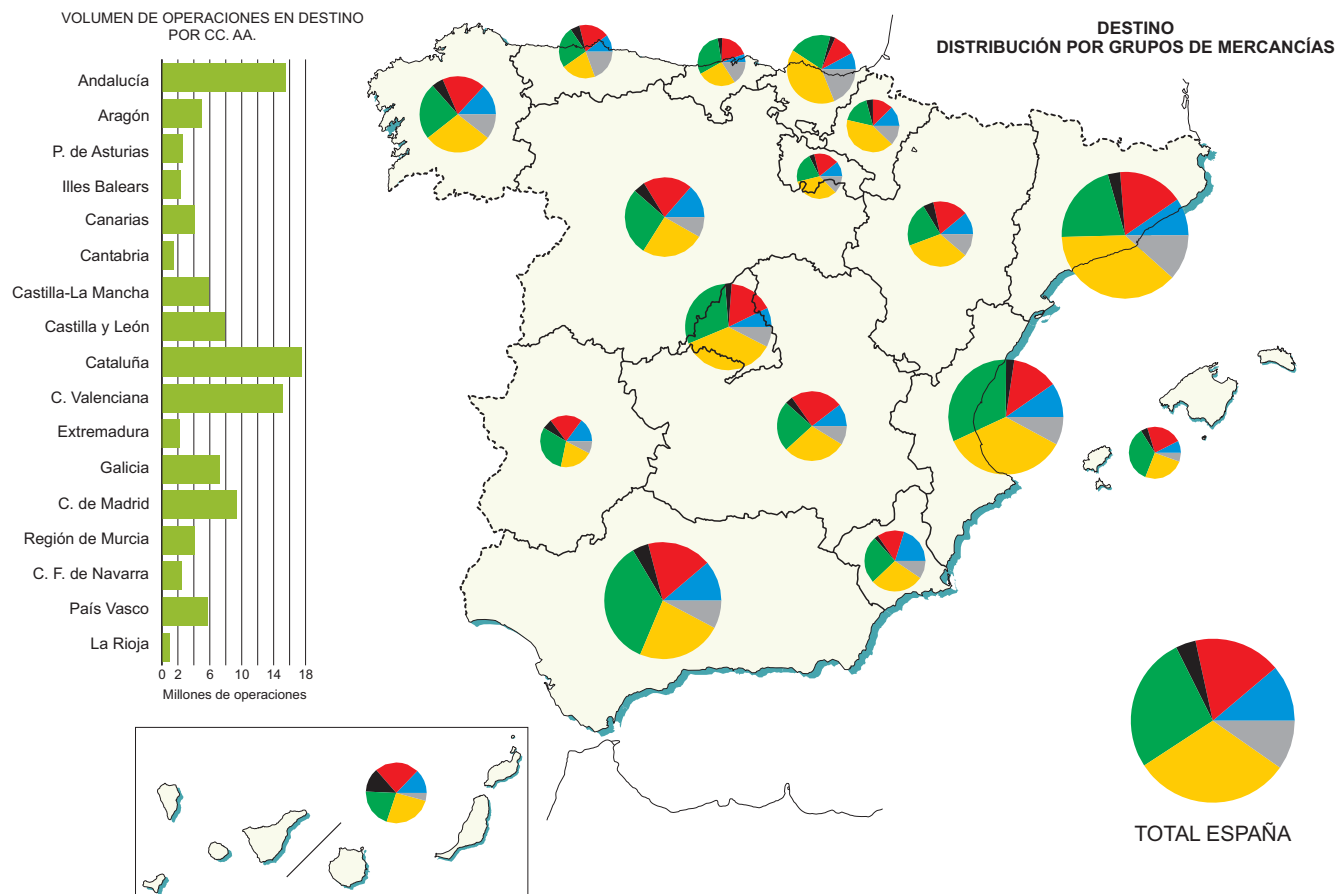 VOLUMEN DE OPERACIONES EN DESTINO
POR CC. AA.
Andalucía
Aragón
P. de Asturias
Illes Balears
Canarias
Cantabria
Castilla-La Mancha
Castilla y León
Cataluña
C. Valenciana
Extremadura
Galicia
C. de Madrid
Región de Murcia
C. F. de Navarra
País Vasco
La Rioja
0 2 6 10 14 18
Millones de operaciones
DESTINO
DISTRIBUCIÓN POR GRUPOS DE MERCANCÍAS
TOTAL ESPAÑA